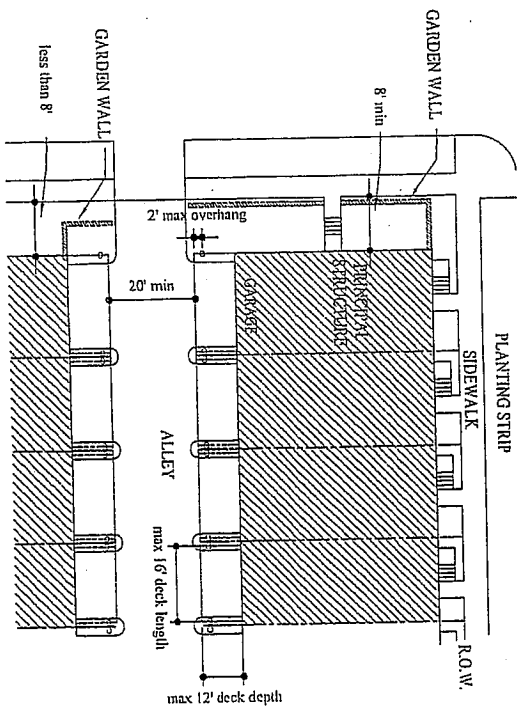 GARDEN WALL
8' min
GARDEN WALL
less than 8'
2' max overhang
20' min
PRINCIPAL
STRUCTURE
GARAGE
PLANTING STRIP
SIDEWALK
ALLEY
max 16' deck length
R.O.W.
max 12' deck depth